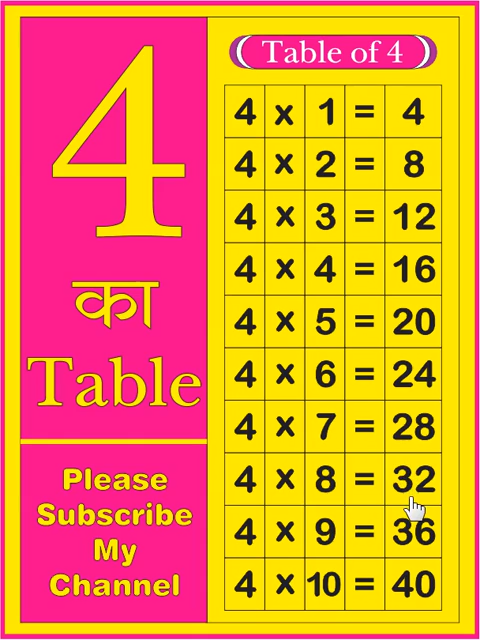 4
का
Table
Please
Subscribe
My
Channel
Table of 4
4 x 1 = 4
4 x 2 = 8
4 x 3 = 12
4 x 4 = 16
4 x 5 = 20
4 x 6 = 24
4 x 7 = 28
4 x 8 = 32
4 x 9 = 36
4 x 10 = 40